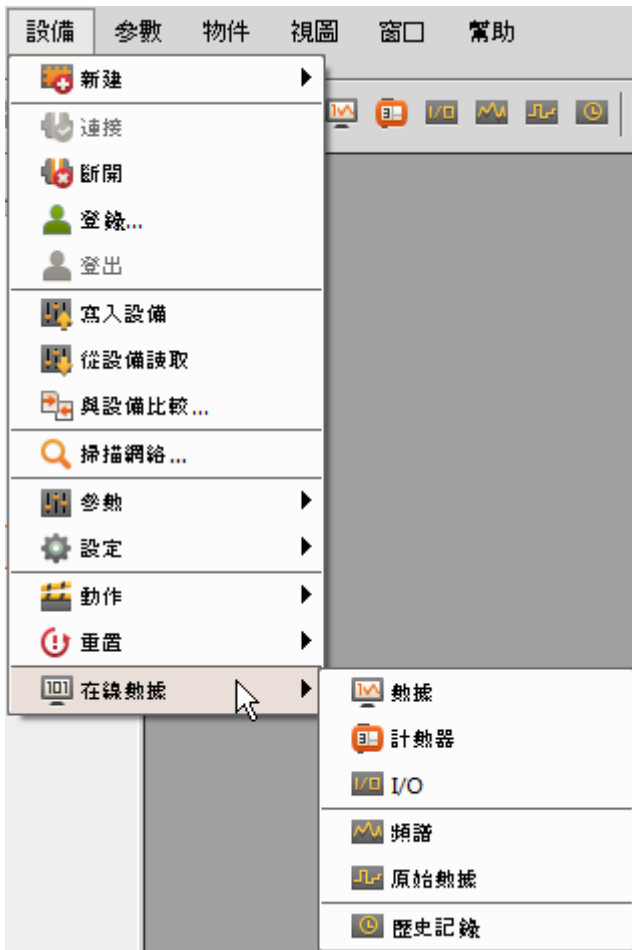 設備 參數 物件 視圖 窗口 幫助
新建
連接
斷開
登錄...
登出
寫入設備
從設備讀取
與設備比較...
掃描網絡...
參數
設定
動作
重置
在線數據
數據
計數器
I/O
頻譜
原始數據
歷史記錄